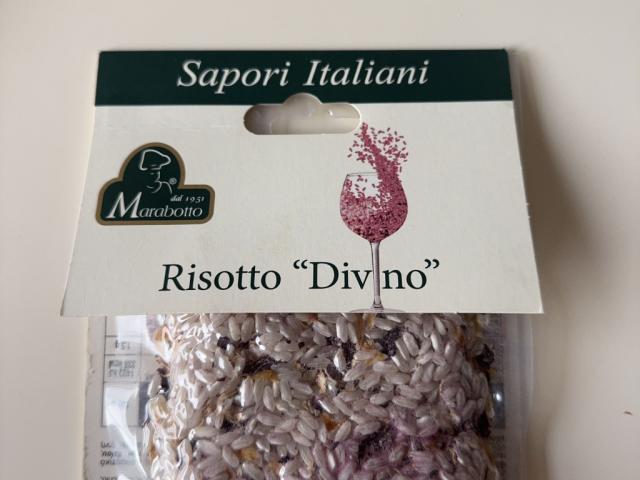 Sapori Italiani
dal 1951
Marabotto
Risotto "Divino"